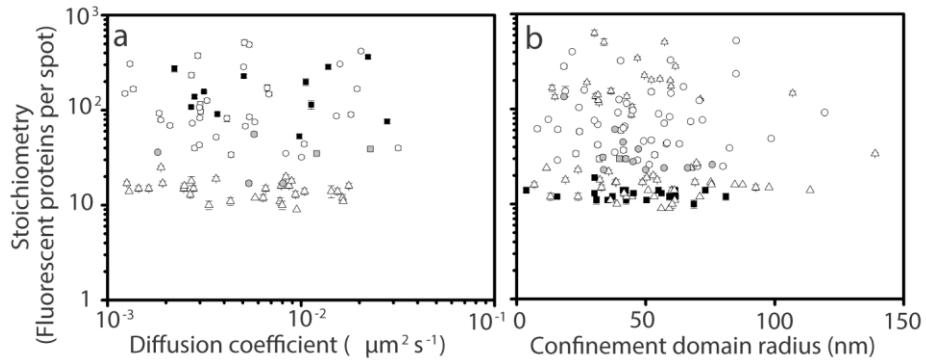 a
b
Stoichiometry
(Fluorescent proteins per spot)
10³
10²
10
1
10⁻³
10⁻²
10⁻¹
0
50
100
150
Diffusion coefficient ( μm² s⁻¹)
Confinement domain radius (nm)